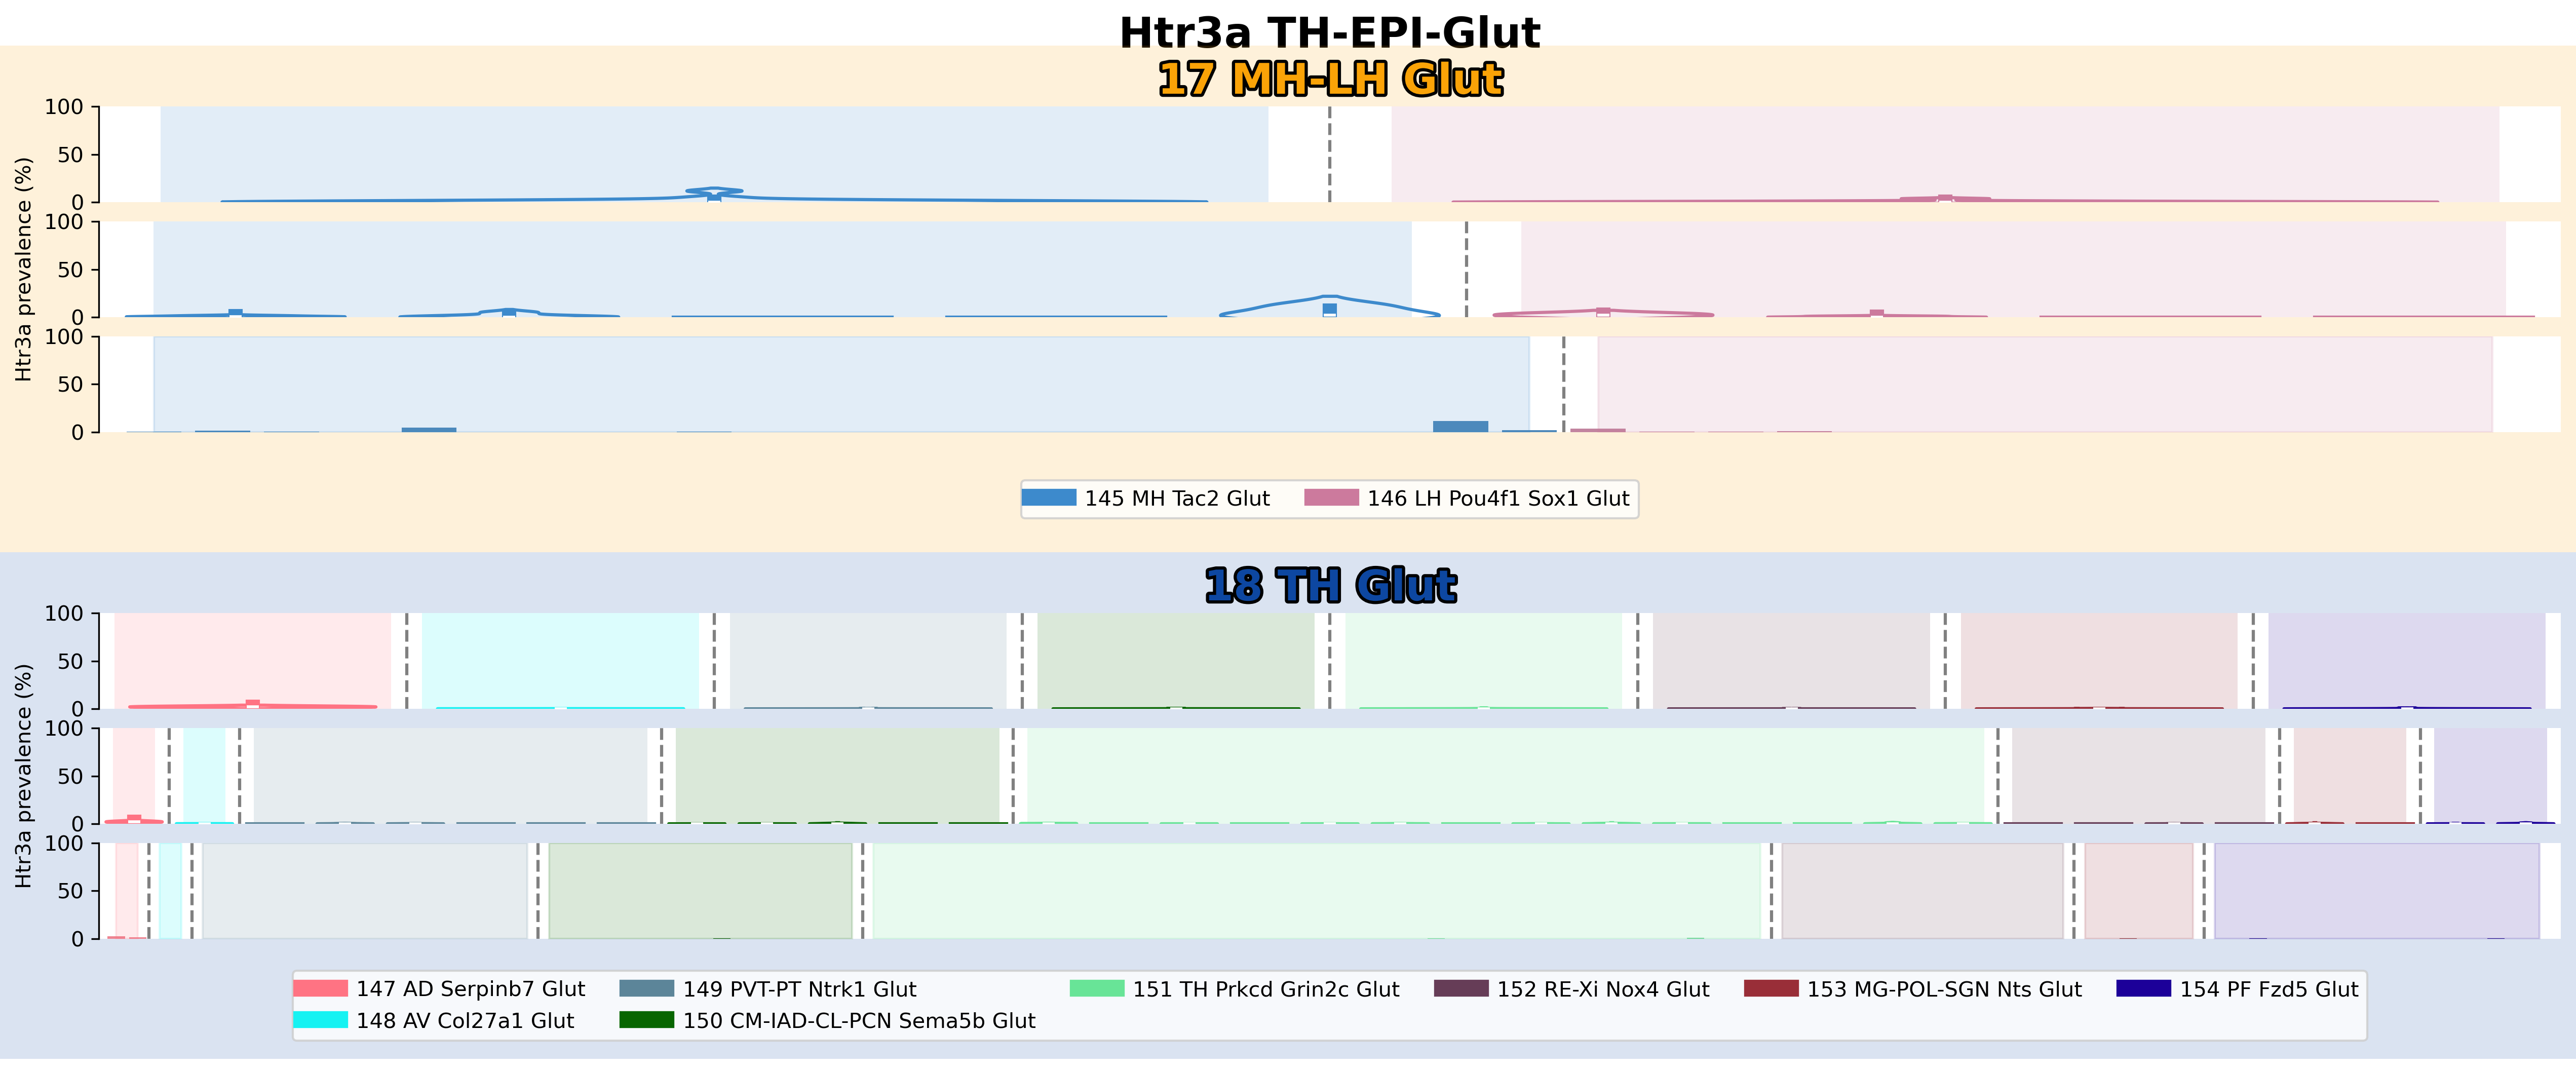 Htr3a TH-EPI-Glut
17 MH-LH Glut
Htr3a prevalence (%)
100
50
0
100
50
0
100
50
0
145 MH Tac2 Glut
146 LH Pou4f1 Sox1 Glut
18 TH Glut
Htr3a prevalence (%)
100
50
0
100
50
0
100
50
0
147 AD Serpinb7 Glut
148 AV Col27a1 Glut
149 PVT-PT Ntrk1 Glut
150 CM-IAD-CL-PCN Sema5b Glut
151 TH Prkcd Grin2c Glut
152 RE-Xi Nox4 Glut
153 MG-POL-SGN Nts Glut
154 PF Fzd5 Glut